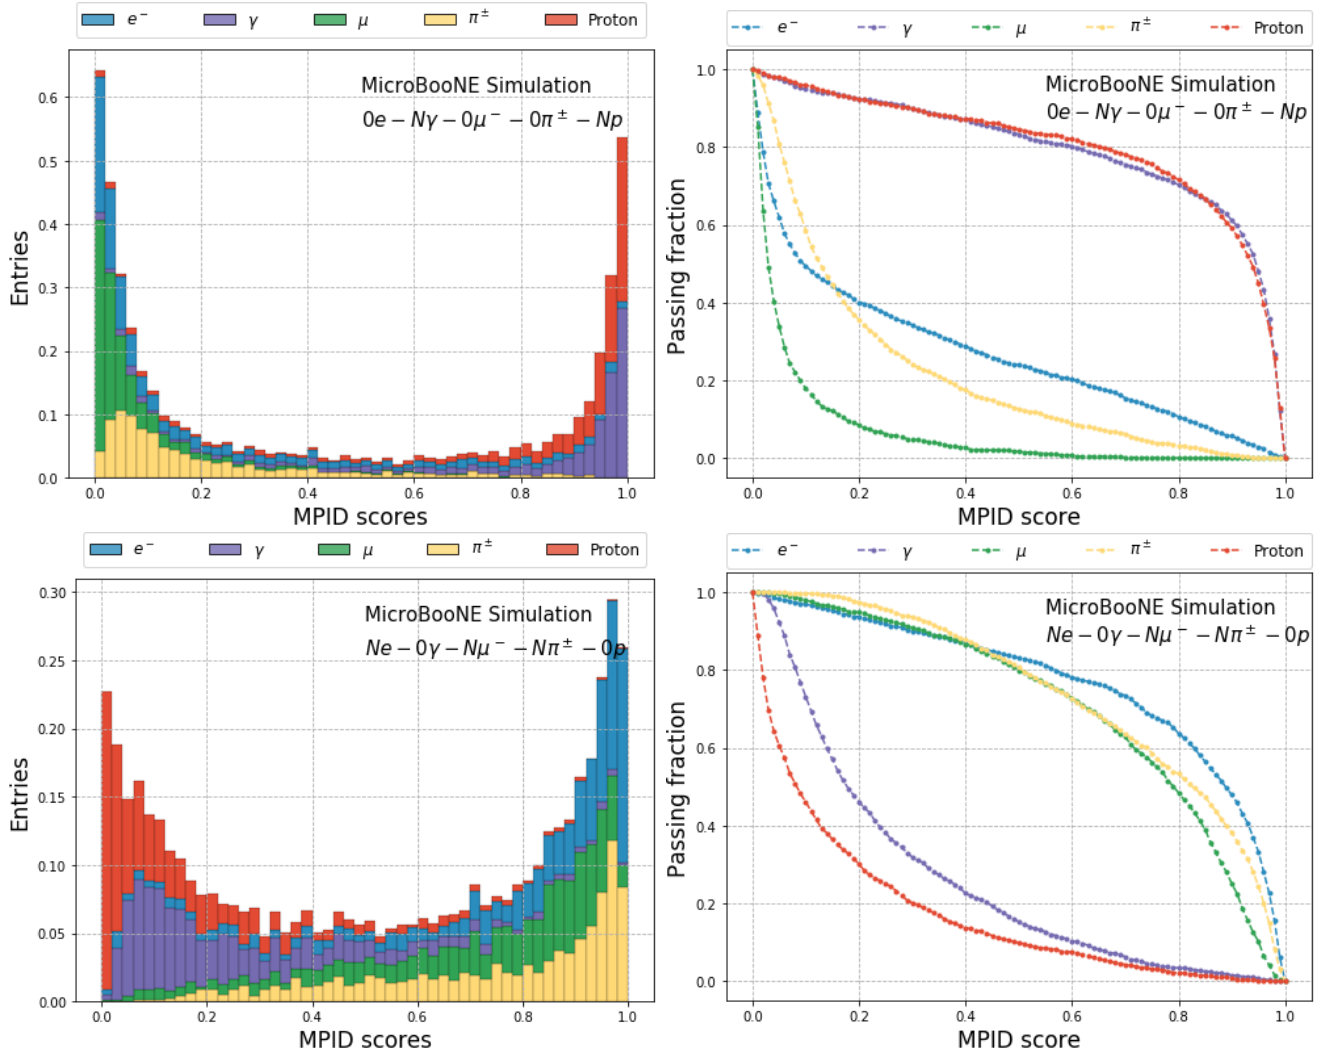 e⁻ γ μ π± Proton
MicroBooNE Simulation
0e − Nγ − 0μ⁻ − 0π± − Np
Entries
0.6
0.5
0.4
0.3
0.2
0.1
0.0
0.0 0.2 0.4 0.6 0.8 1.0
MPID scores
e⁻ γ μ π± Proton
MicroBooNE Simulation
0e − Nγ − 0μ⁻ − 0π± − Np
Passing fraction
1.0
0.8
0.6
0.4
0.2
0.0
0.0 0.2 0.4 0.6 0.8 1.0
MPID score
e⁻ γ μ π± Proton
MicroBooNE Simulation
Ne − 0γ − Nμ⁻ − Nπ± − 0p
Entries
0.30
0.25
0.20
0.15
0.10
0.05
0.00
0.0 0.2 0.4 0.6 0.8 1.0
MPID scores
e⁻ γ μ π± Proton
MicroBooNE Simulation
Ne − 0γ − Nμ⁻ − Nπ± − 0p
Passing fraction
1.0
0.8
0.6
0.4
0.2
0.0
0.0 0.2 0.4 0.6 0.8 1.0
MPID score